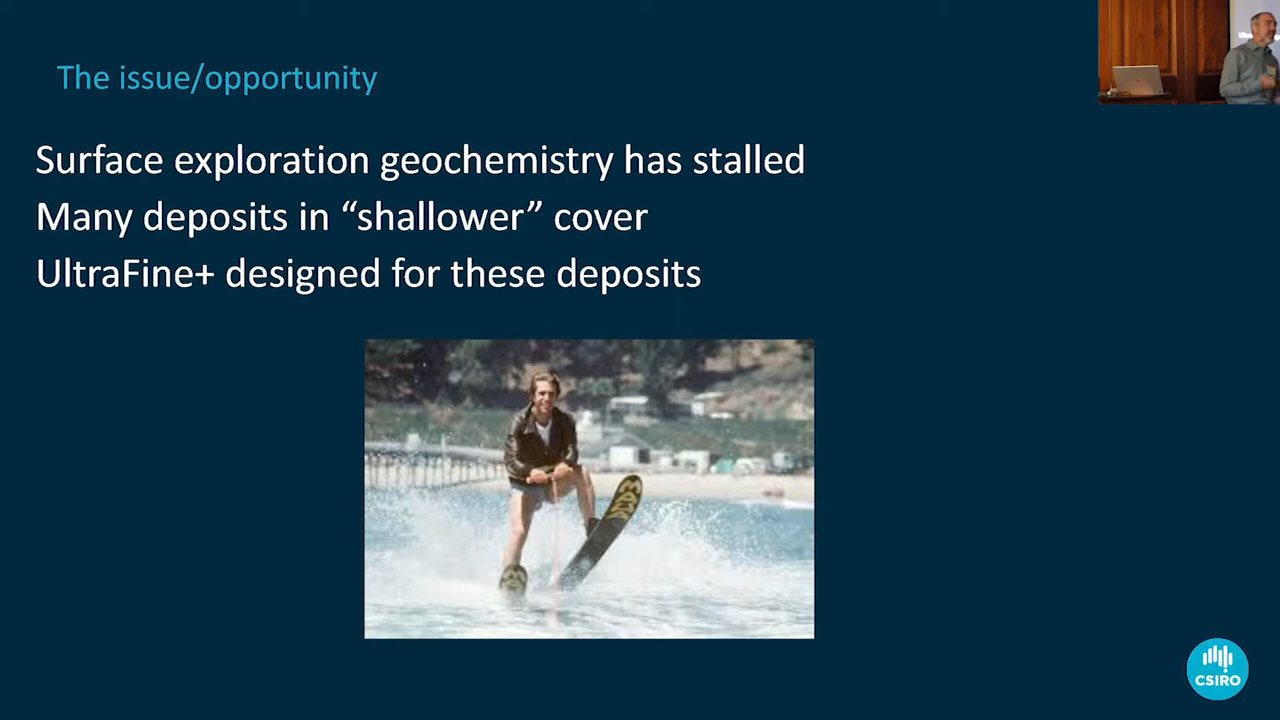 The issue/opportunity
Surface exploration geochemistry has stalled
Many deposits in “shallower” cover
UltraFine+ designed for these deposits
CSIRO